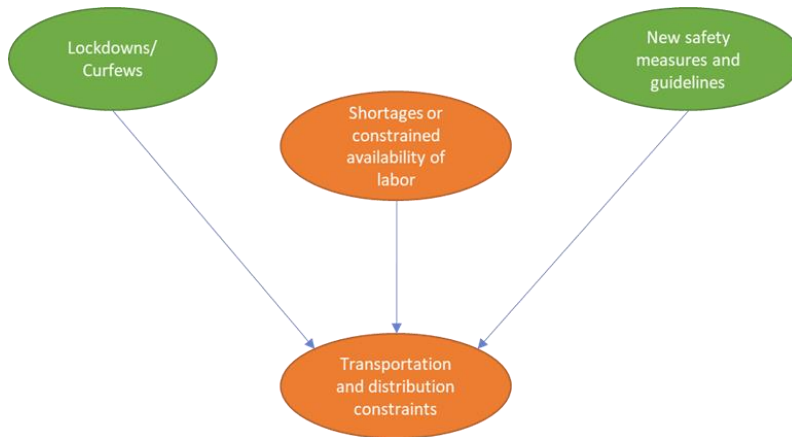 Lockdowns/
Curfews
New safety
measures and
guidelines
Shortages or
constrained
availability of
labor
Transportation
and distribution
constraints